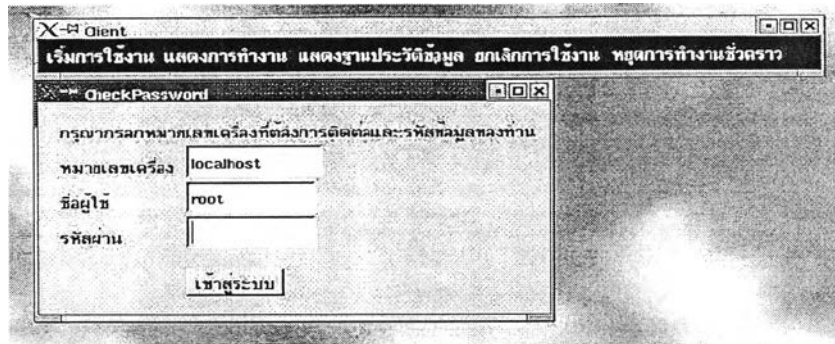 Client
เริ่มการใช้งาน แสดงการทำงาน แสดงฐานประวัติข้อมูล ยกเลิกการใช้งาน หยุดการทำงานชั่วคราว
CheckPassword
กรุณากรอกหมายเลขเครื่องที่ต้องการติดต่อและรหัสข้อมูลของท่าน
หมายเลขเครื่อง localhost
ชื่อผู้ใช้ root
รหัสผ่าน
เข้าสู่ระบบ